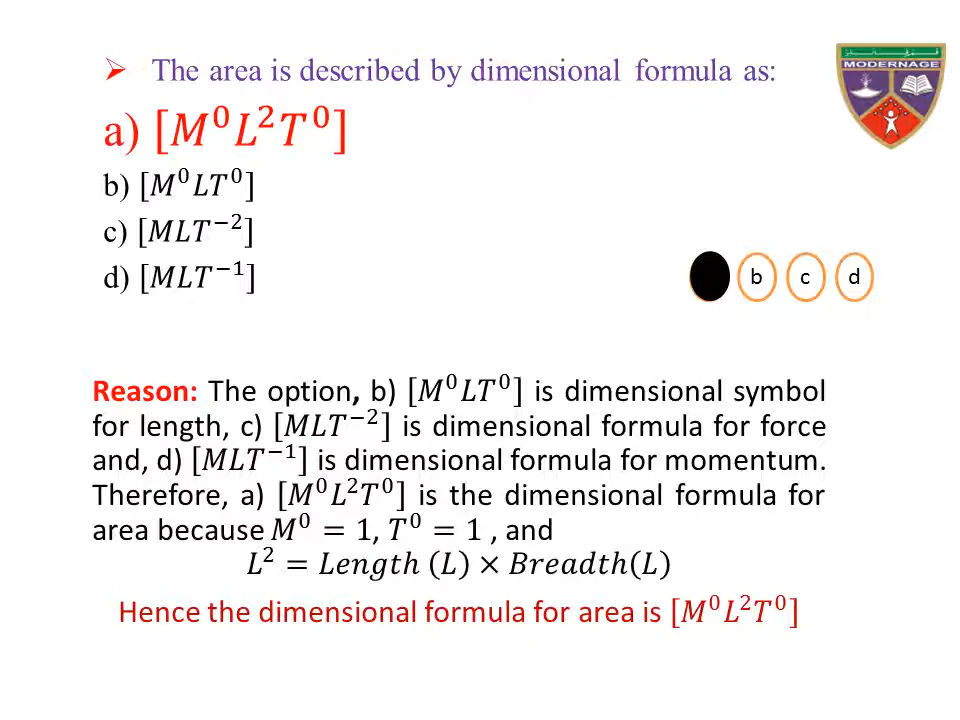 ➢ The area is described by dimensional formula as:
MODERNAGE
a) [M⁰L²T⁰]
b) [M⁰LT⁰]
c) [MLT⁻²]
d) [MLT⁻¹]
b c d
Reason: The option, b) [M⁰LT⁰] is dimensional symbol
for length, c) [MLT⁻²] is dimensional formula for force
and, d) [MLT⁻¹] is dimensional formula for momentum.
Therefore, a) [M⁰L²T⁰] is the dimensional formula for
area because M⁰ = 1, T⁰ = 1 , and
L² = Length (L) × Breadth(L)
Hence the dimensional formula for area is [M⁰L²T⁰]